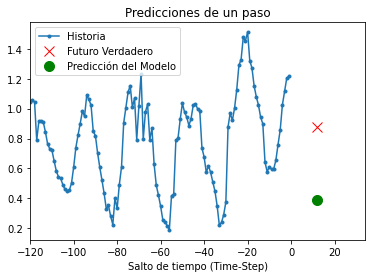 Predicciones de un paso
Historia
Futuro Verdadero
Predicción del Modelo
1.4
1.2
1.0
0.8
0.6
0.4
0.2
−120 −100 −80 −60 −40 −20 0 20
Salto de tiempo (Time-Step)